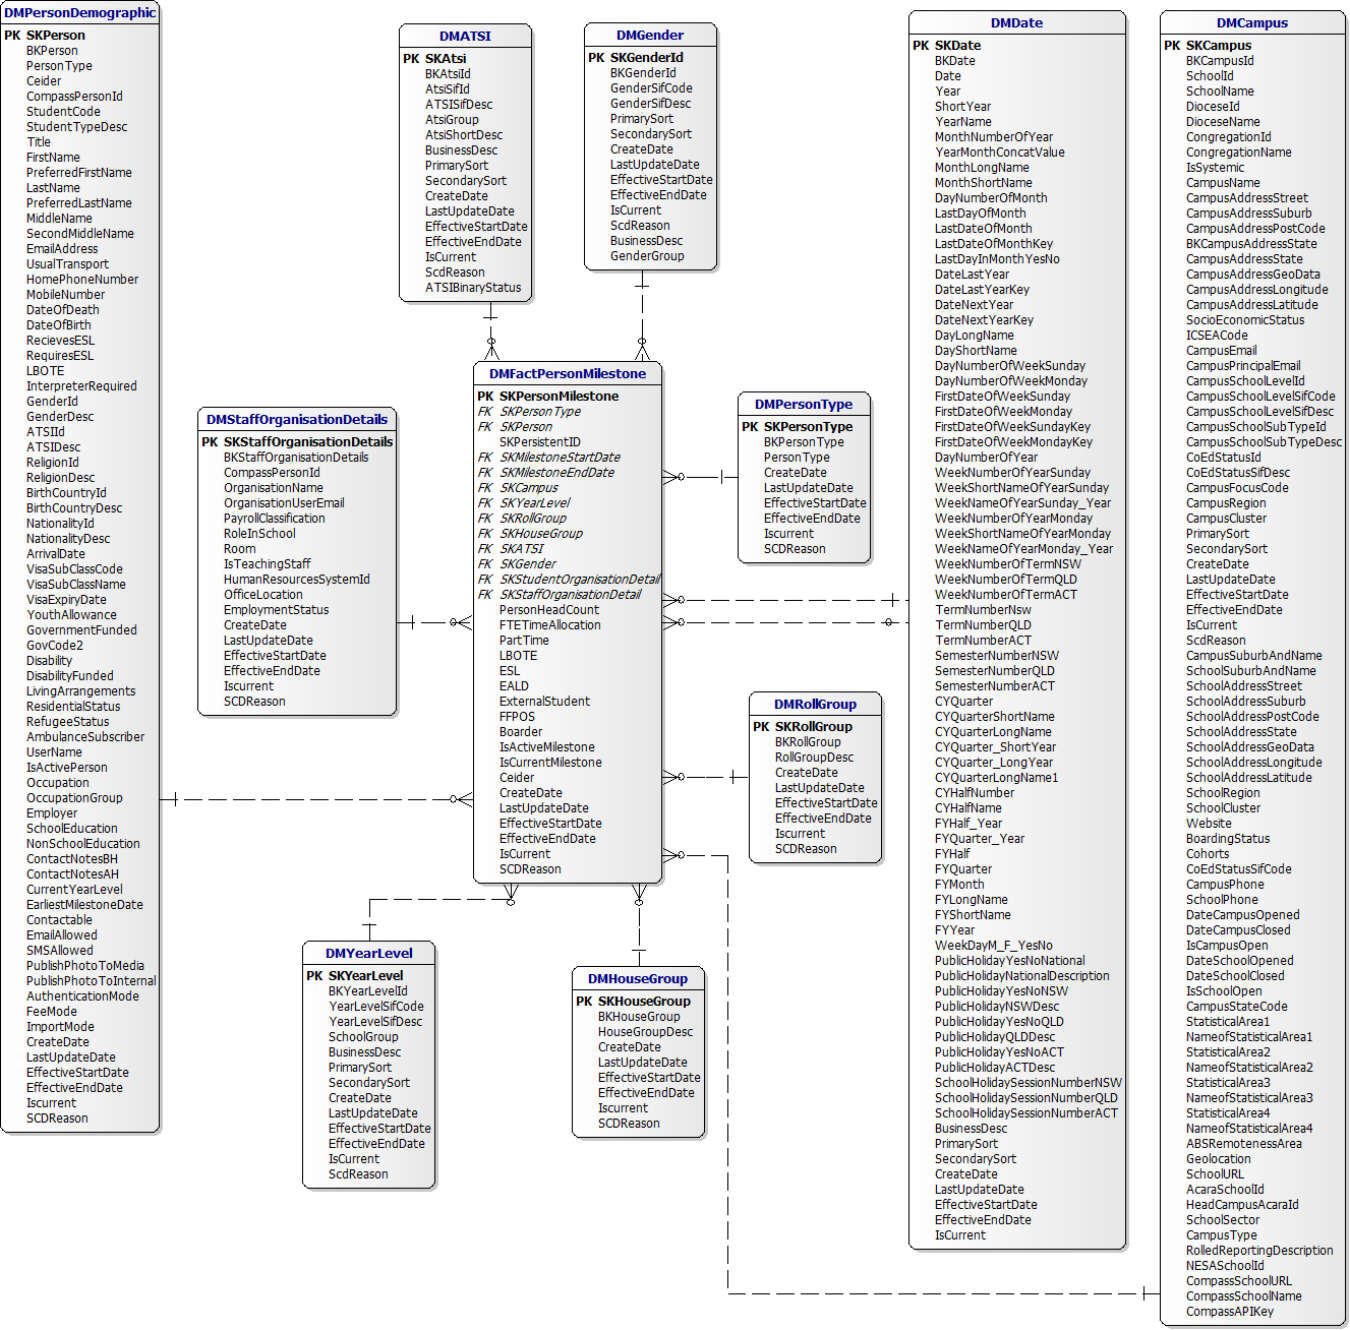 DMPersonDemographic
PK SKPerson
BKPerson
PersonType
Ceider
CompassPersonId
StudentCode
StudentTypeDesc
Title
FirstName
PreferredFirstName
LastName
PreferredLastName
MiddleName
SecondMiddleName
EmailAddress
UsualTransport
HomePhoneNumber
MobileNumber
DateOfDeath
DateOfBirth
RecievesESL
RequiresESL
LBOTE
InterpreterRequired
GenderId
GenderDesc
ATSIId
ATSIDesc
ReligionId
ReligionDesc
BirthCountryId
BirthCountryDesc
NationalityId
NationalityDesc
ArrivalDate
VisaSubClassCode
VisaSubClassName
VisaExpiryDate
YouthAllowance
GovernmentFunded
GovCode2
Disability
DisabilityFunded
LivingArrangements
ResidentialStatus
RefugeeStatus
AmbulanceSubscriber
UserName
IsActivePerson
Occupation
OccupationGroup
Employer
SchoolEducation
NonSchoolEducation
ContactNotesBH
ContactNotesAH
CurrentYearLevel
EarliestMilestoneDate
Contactable
EmailAllowed
SMSAllowed
PublishPhotoToMedia
PublishPhotoToInternal
AuthenticationMode
FeeMode
ImportMode
CreateDate
LastUpdateDate
EffectiveStartDate
EffectiveEndDate
Iscurrent
SCDReason
DMATSI
PK SKAtsi
BKAtsiId
AtsiSifId
ATSISifDesc
AtsiGroup
AtsiShortDesc
BusinessDesc
PrimarySort
SecondarySort
CreateDate
LastUpdateDate
EffectiveStartDate
EffectiveEndDate
IsCurrent
ScdReason
ATSIBinaryStatus
DMGender
PK SKGenderId
BKGenderId
GenderSifCode
GenderSifDesc
PrimarySort
SecondarySort
CreateDate
LastUpdateDate
EffectiveStartDate
EffectiveEndDate
IsCurrent
ScdReason
BusinessDesc
GenderGroup
DMStaffOrganisationDetails
PK SKStaffOrganisationDetails
BKStaffOrganisationDetails
CompassPersonId
OrganisationName
OrganisationUserEmail
PayrollClassification
RoleInSchool
Room
IsTeachingStaff
HumanResourcesSystemId
OfficeLocation
EmploymentStatus
CreateDate
LastUpdateDate
EffectiveStartDate
EffectiveEndDate
Iscurrent
SCDReason
DMFactPersonMilestone
PK SKPersonMilestone
FK SKPersonType
FK SKPerson
SKPersistentID
FK SKMilestoneStartDate
FK SKMilestoneEndDate
FK SKCampus
FK SKYearLevel
FK SKRollGroup
FK SKHouseGroup
FK SKATSI
FK SKGender
FK SKStudentOrganisationDetail
FK SKStaffOrganisationDetail
PersonHeadCount
FTETimeAllocation
PartTime
LBOTE
ESL
EALD
ExternalStudent
FFPOS
Boarder
IsActiveMilestone
IsCurrentMilestone
Ceider
CreateDate
LastUpdateDate
EffectiveStartDate
EffectiveEndDate
IsCurrent
SCDReason
DMPersonType
PK SKPersonType
BKPersonType
PersonType
CreateDate
LastUpdateDate
EffectiveStartDate
EffectiveEndDate
Iscurrent
SCDReason
DMRollGroup
PK SKRollGroup
BKRollGroup
RollGroupDesc
CreateDate
LastUpdateDate
EffectiveStartDate
EffectiveEndDate
Iscurrent
SCDReason
DMYearLevel
PK SKYearLevel
BKYearLevelId
YearLevelSifCode
YearLevelSifDesc
SchoolGroup
BusinessDesc
PrimarySort
SecondarySort
CreateDate
LastUpdateDate
EffectiveStartDate
EffectiveEndDate
IsCurrent
ScdReason
DMHouseGroup
PK SKHouseGroup
BKHouseGroup
HouseGroupDesc
CreateDate
LastUpdateDate
EffectiveStartDate
EffectiveEndDate
Iscurrent
SCDReason
DMDate
PK SKDate
BKDate
Date
Year
ShortYear
YearName
MonthNumberOfYear
YearMonthConcatValue
MonthLongName
MonthShortName
DayNumberOfMonth
LastDayOfMonth
LastDateOfMonth
LastDateOfMonthKey
LastDayInMonthYesNo
DateLastYear
DateLastYearKey
DateNextYear
DateNextYearKey
DayLongName
DayShortName
DayNumberOfWeekSunday
DayNumberOfWeekMonday
FirstDateOfWeekSunday
FirstDateOfWeekMonday
FirstDateOfWeekSundayKey
FirstDateOfWeekMondayKey
DayNumberOfYear
WeekNumberOfYearSunday
WeekShortNameOfYearSunday
WeekNameOfYearSunday_Year
WeekNumberOfYearMonday
WeekShortNameOfYearMonday
WeekNameOfYearMonday_Year
WeekNumberOfTermNSW
WeekNumberOfTermQLD
WeekNumberOfTermACT
TermNumberNsw
TermNumberQLD
TermNumberACT
SemesterNumberNSW
SemesterNumberQLD
SemesterNumberACT
CYQuarter
CYQuarterShortName
CYQuarterLongName
CYQuarter_ShortYear
CYQuarter_LongYear
CYQuarterLongName1
CYHalfNumber
CYHalfName
FYHalf_Year
FYQuarter_Year
FYHalf
FYQuarter
FYMonth
FYLongName
FYShortName
FYYear
WeekDayM_F_YesNo
PublicHolidayYesNoNational
PublicHolidayNationalDescription
PublicHolidayYesNoNSW
PublicHolidayNSWDesc
PublicHolidayYesNoQLD
PublicHolidayQLDDesc
PublicHolidayYesNoACT
PublicHolidayACTDesc
SchoolHolidaySessionNumberNSW
SchoolHolidaySessionNumberQLD
SchoolHolidaySessionNumberACT
BusinessDesc
PrimarySort
SecondarySort
CreateDate
LastUpdateDate
EffectiveStartDate
EffectiveEndDate
IsCurrent
DMCampus
PK SKCampus
BKCampusId
SchoolId
SchoolName
DioceseId
DioceseName
CongregationId
CongregationName
IsSystemic
CampusName
CampusAddressStreet
CampusAddressSuburb
CampusAddressPostCode
BKCampusAddressState
CampusAddressState
CampusAddressGeoData
CampusAddressLongitude
CampusAddressLatitude
SocioEconomicStatus
ICSEACode
CampusEmail
CampusPrincipalEmail
CampusSchoolLevelId
CampusSchoolLevelSifCode
CampusSchoolLevelSifDesc
CampusSchoolSubTypeId
CampusSchoolSubTypeDesc
CoEdStatusId
CoEdStatusSifDesc
CampusFocusCode
CampusRegion
CampusCluster
PrimarySort
SecondarySort
CreateDate
LastUpdateDate
EffectiveStartDate
EffectiveEndDate
IsCurrent
ScdReason
CampusSuburbAndName
SchoolSuburbAndName
SchoolAddressStreet
SchoolAddressSuburb
SchoolAddressPostCode
SchoolAddressState
SchoolAddressGeoData
SchoolAddressLongitude
SchoolAddressLatitude
SchoolRegion
SchoolCluster
Website
BoardingStatus
Cohorts
CoEdStatusSifCode
CampusPhone
SchoolPhone
DateCampusOpened
DateCampusClosed
IsCampusOpen
DateSchoolOpened
DateSchoolClosed
IsSchoolOpen
CampusStateCode
StatisticalArea1
NameofStatisticalArea1
StatisticalArea2
NameofStatisticalArea2
StatisticalArea3
NameofStatisticalArea3
StatisticalArea4
NameofStatisticalArea4
ABSRemotenessArea
Geolocation
SchoolURL
AcaraSchoolId
HeadCampusAcaraId
SchoolSector
CampusType
RolledReportingDescription
NESASchoolId
CompassSchoolURL
CompassSchoolName
CompassAPIKey